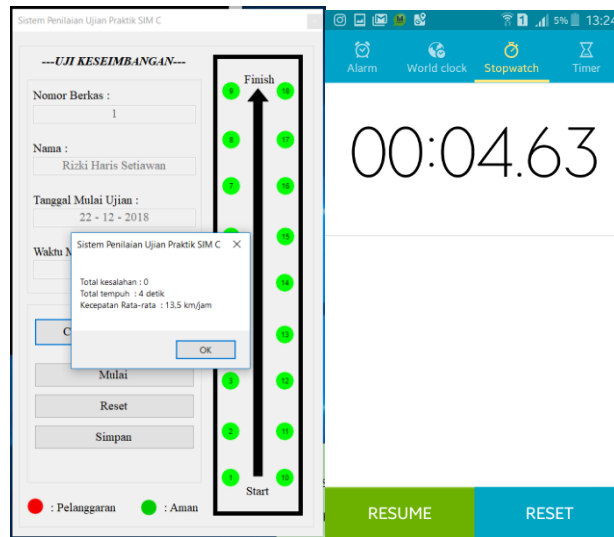 Sistem Penilaian Ujian Praktik SIM C
---UJI KESEIMBANGAN---
Nomor Berkas :
1
Nama :
Rizki Haris Setiawan
Tanggal Mulai Ujian :
22 - 12 - 2018
Waktu M
Sistem Penilaian Ujian Praktik SIM C
Total kesalahan : 0
Total tempuh : 4 detik
Kecepatan Rata-rata : 13,5 km/jam
OK
C
Mulai
Reset
Simpan
: Pelanggaran
: Aman
Finish
9 18
8 17
7 16
15
14
13
3 12
2 11
1 10
Start
1 5% 13:24
Alarm World clock Stopwatch Timer
00:04.63
RESUME RESET